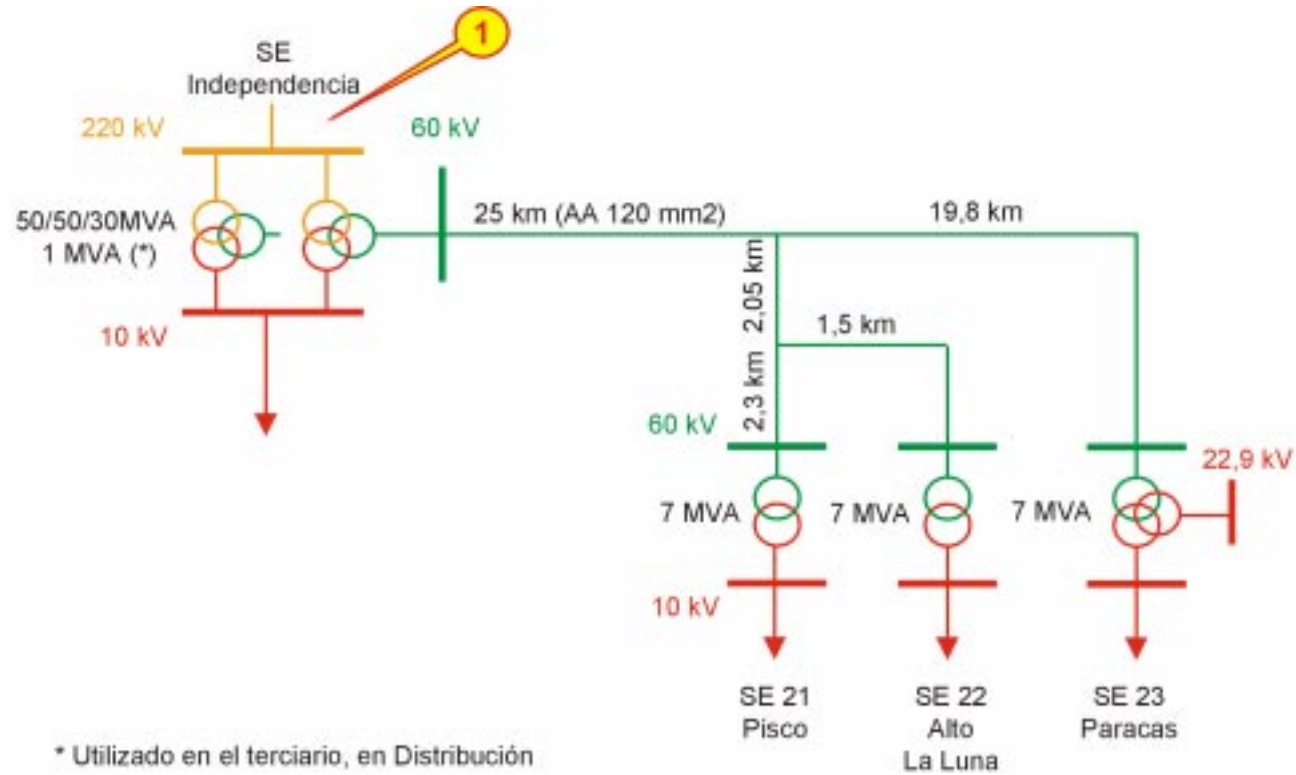 1
SE
Independencia
220 kV
60 kV
50/50/30MVA
1 MVA (*)
25 km (AA 120 mm2)
19,8 km
2,05 km
1,5 km
2,3 km
10 kV
60 kV
22,9 kV
7 MVA
7 MVA
7 MVA
10 kV
SE 21
Pisco
SE 22
Alto
La Luna
SE 23
Paracas
* Utilizado en el terciario, en Distribución